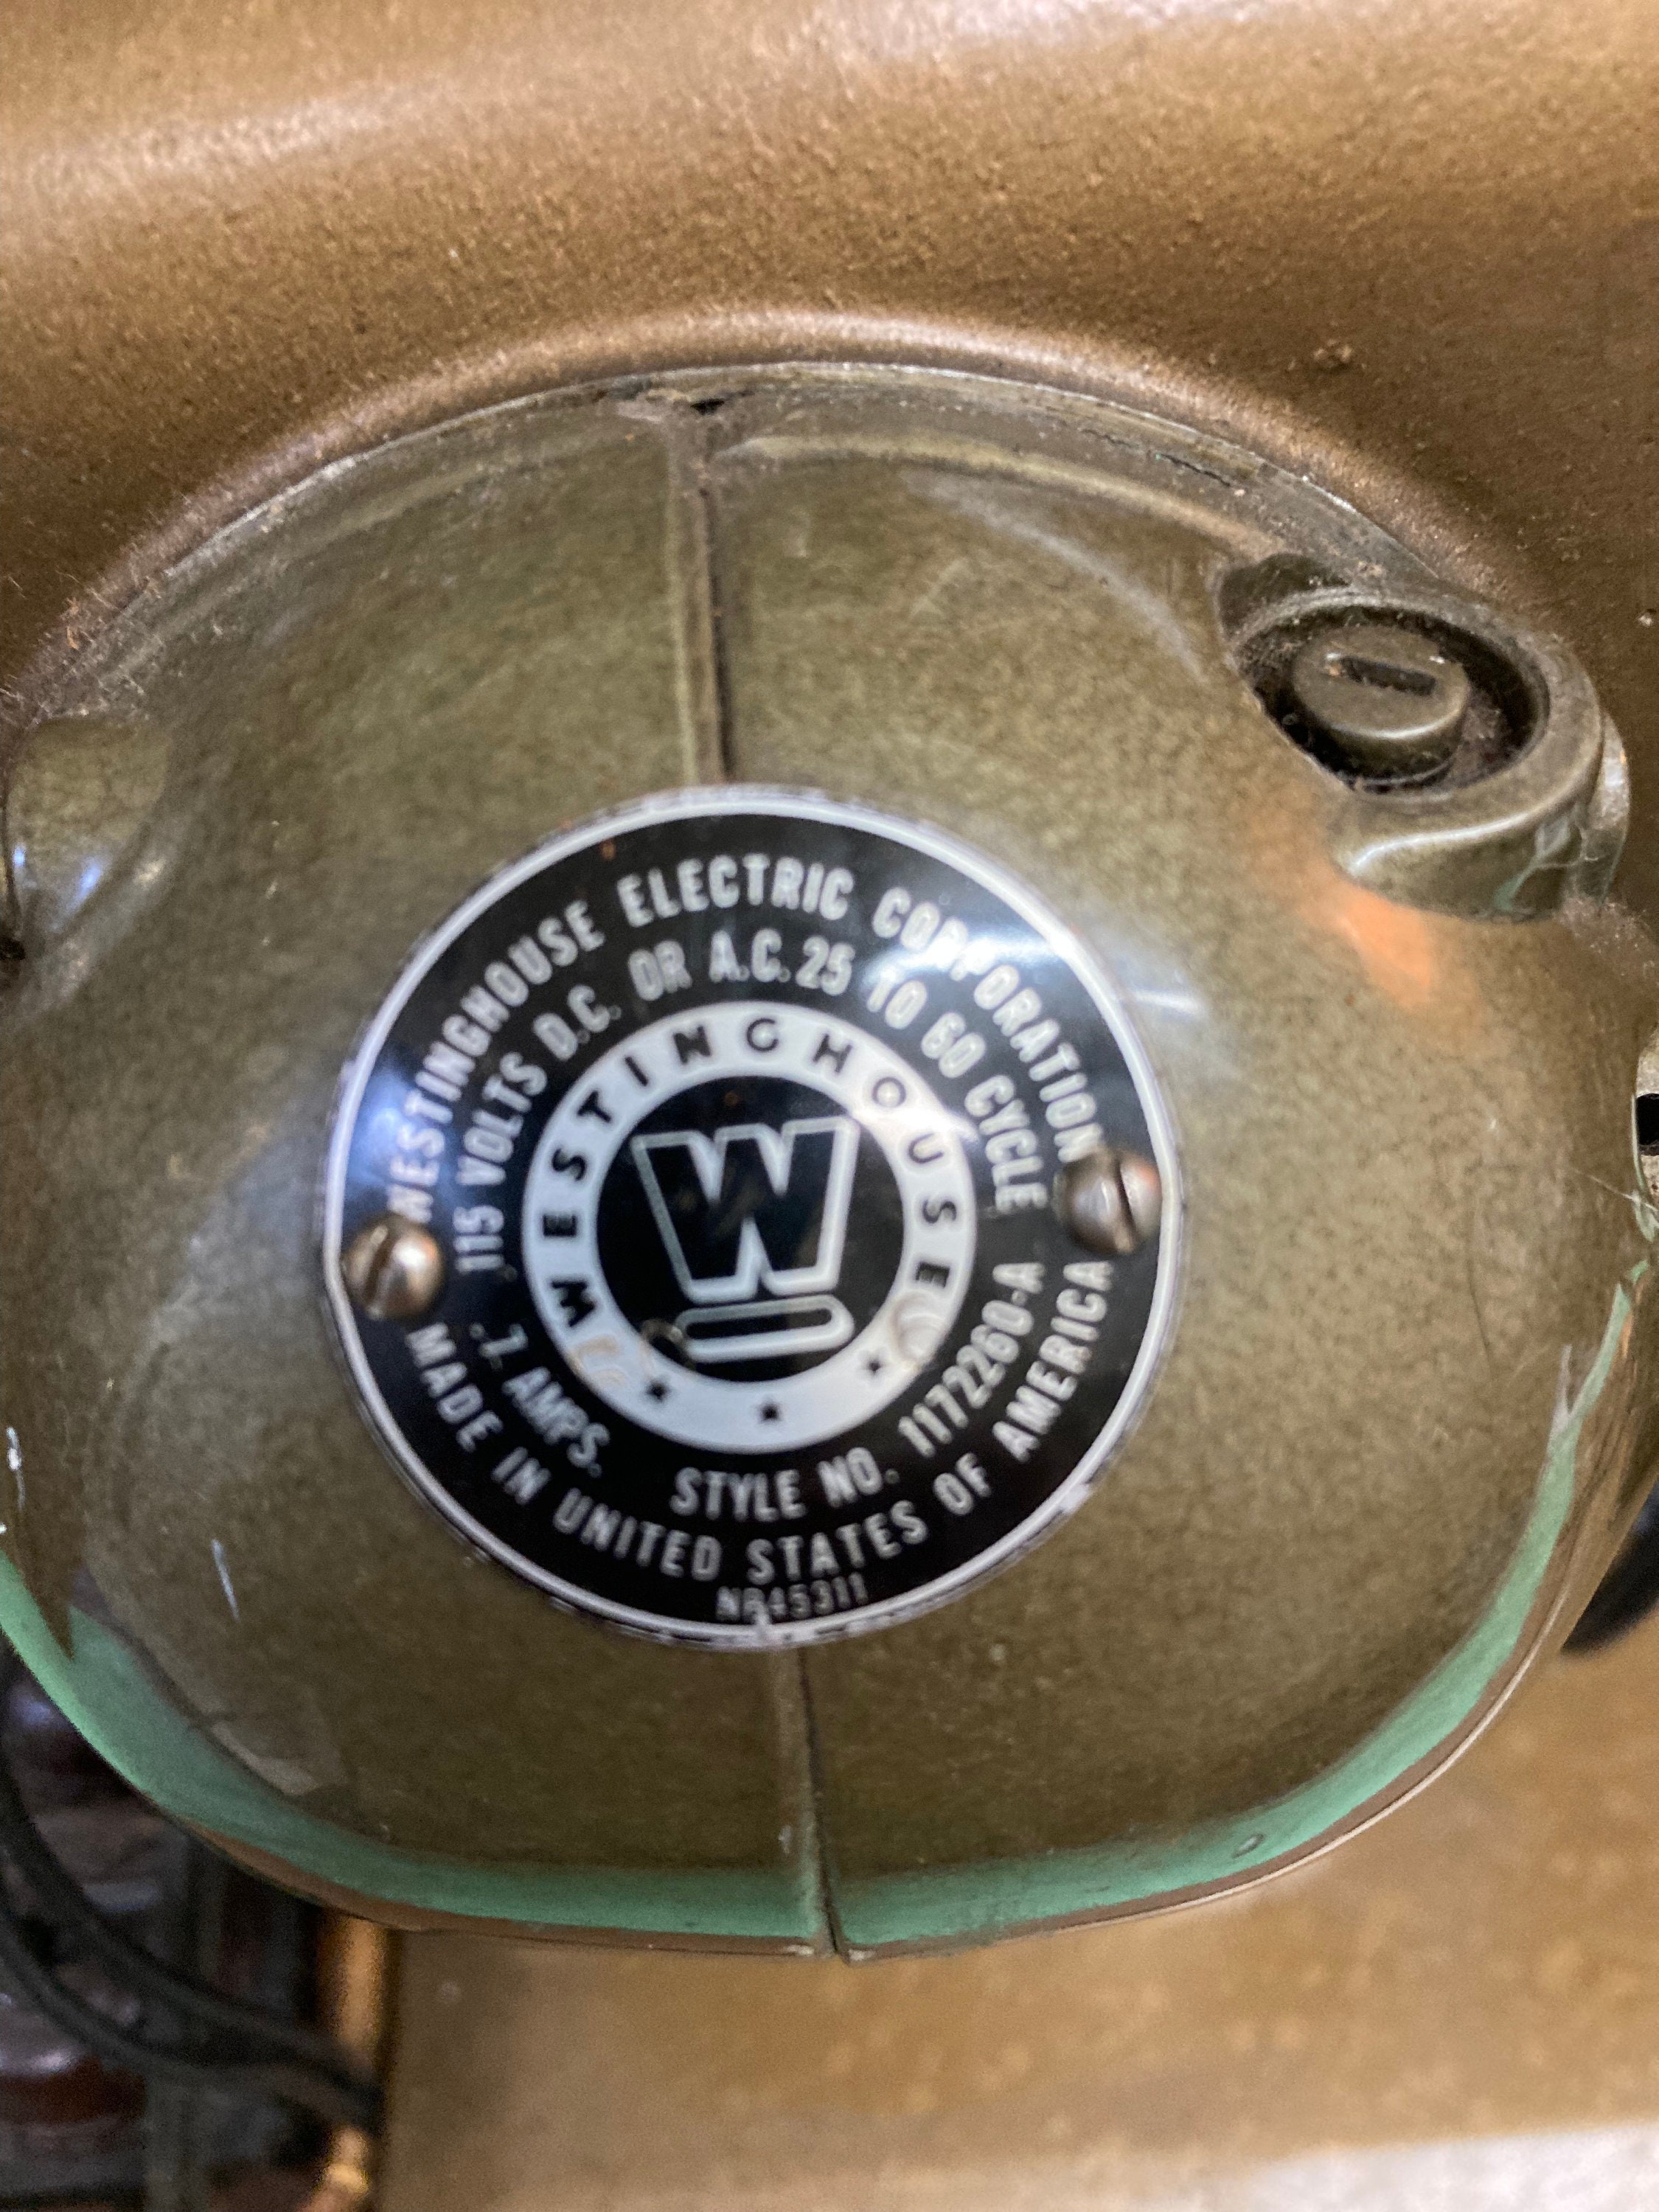 WESTINGHOUSE ELECTRIC CORPORATION
115 VOLTS D.C. OR A.C. 25 TO 60 CYCLE
WESTINGHOUSE
W
.7 AMPS. STYLE NO. 1172260-A
MADE IN UNITED STATES OF AMERICA
NP45311